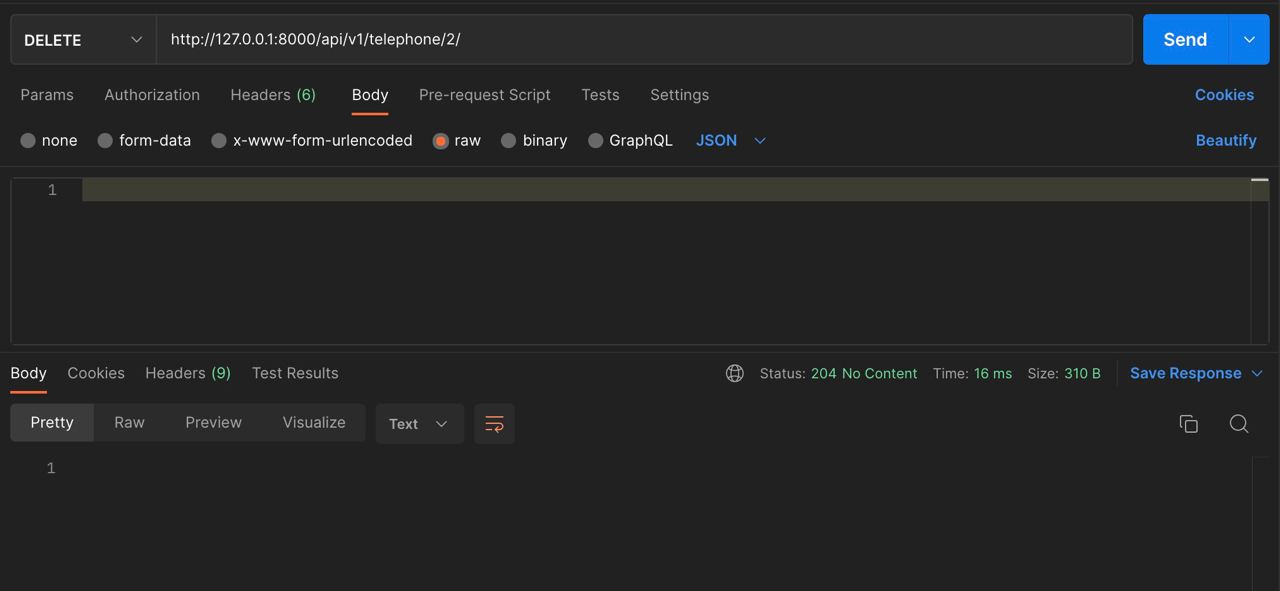 DELETE http://127.0.0.1:8000/api/v1/telephone/2/ Send
Params Authorization Headers (6) Body Pre-request Script Tests Settings Cookies
none form-data x-www-form-urlencoded raw binary GraphQL JSON Beautify
1
Body Cookies Headers (9) Test Results Status: 204 No Content Time: 16 ms Size: 310 B Save Response
Pretty Raw Preview Visualize Text
1